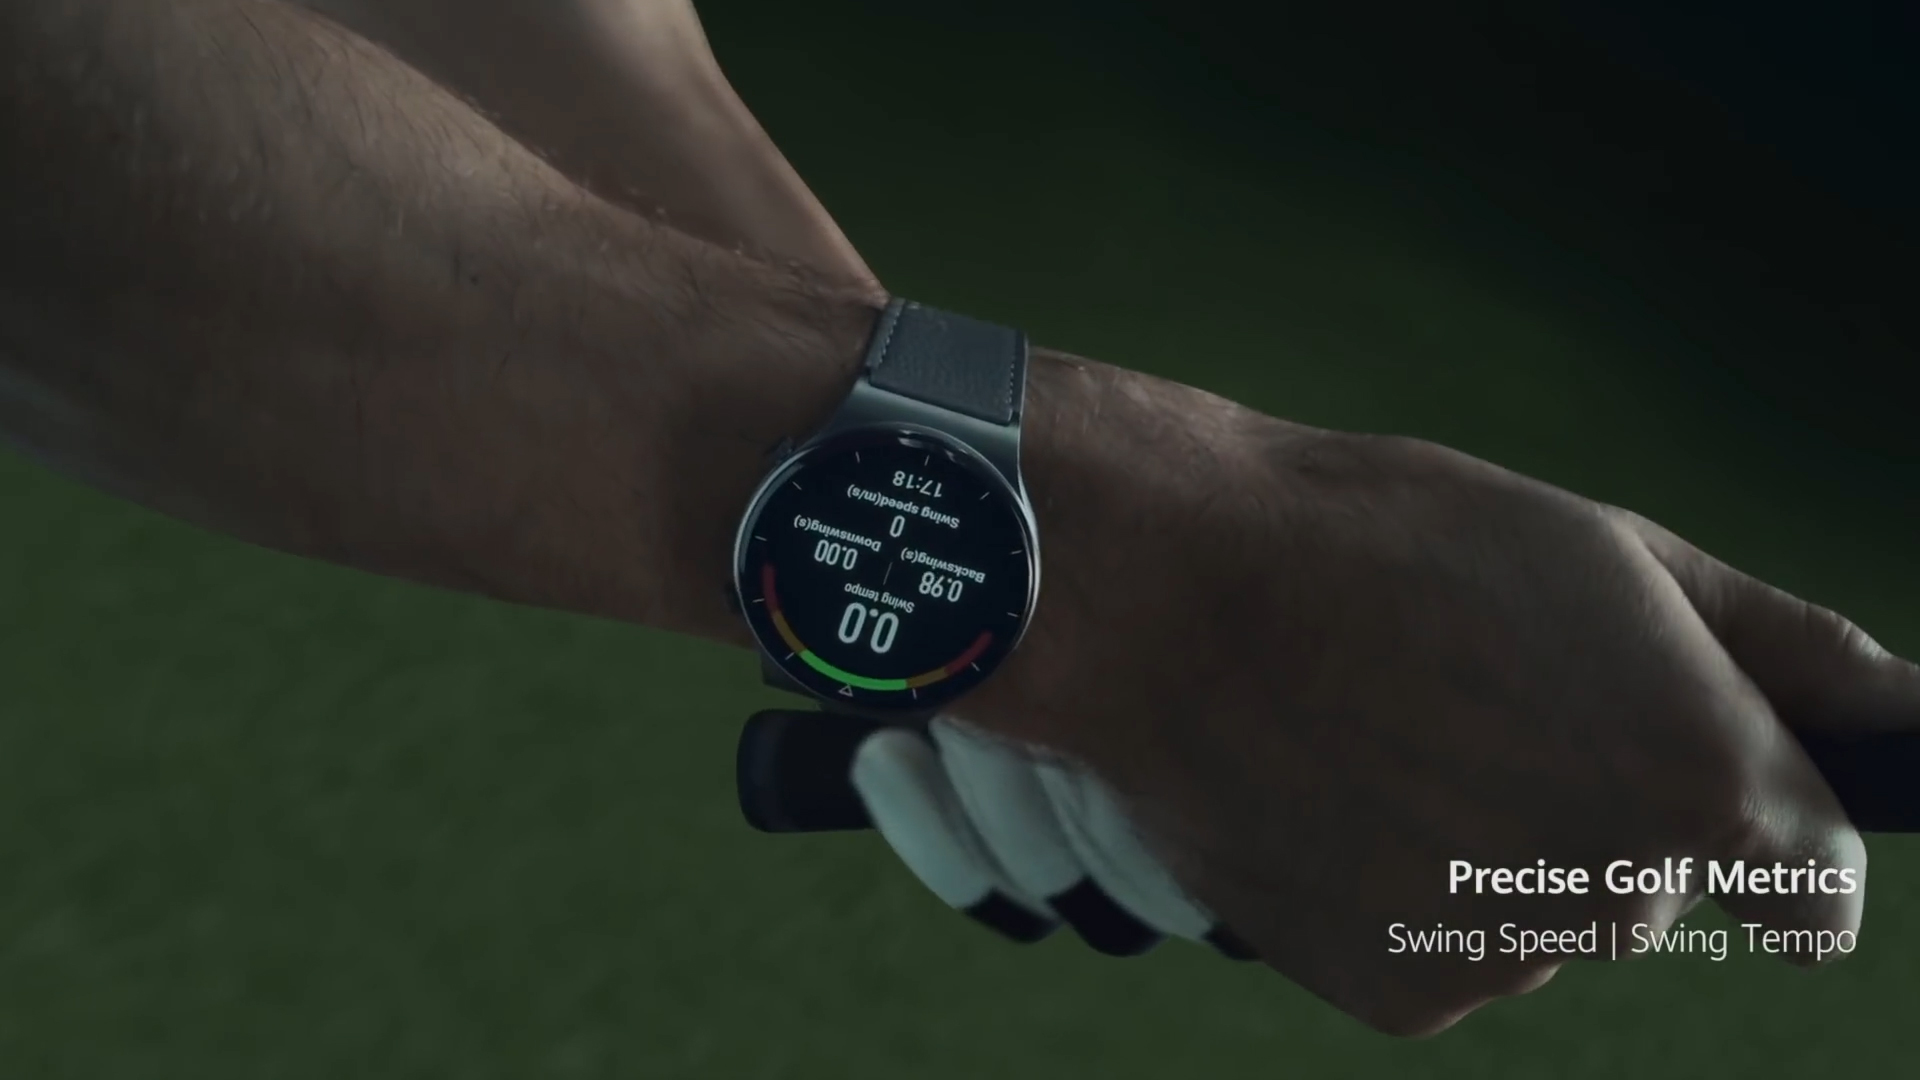 0.0
Swing tempo
0.98 | 0.00
Backswing(s) Downswing(s)
0
Swing speed(m/s)
17:18
Precise Golf Metrics
Swing Speed | Swing Tempo